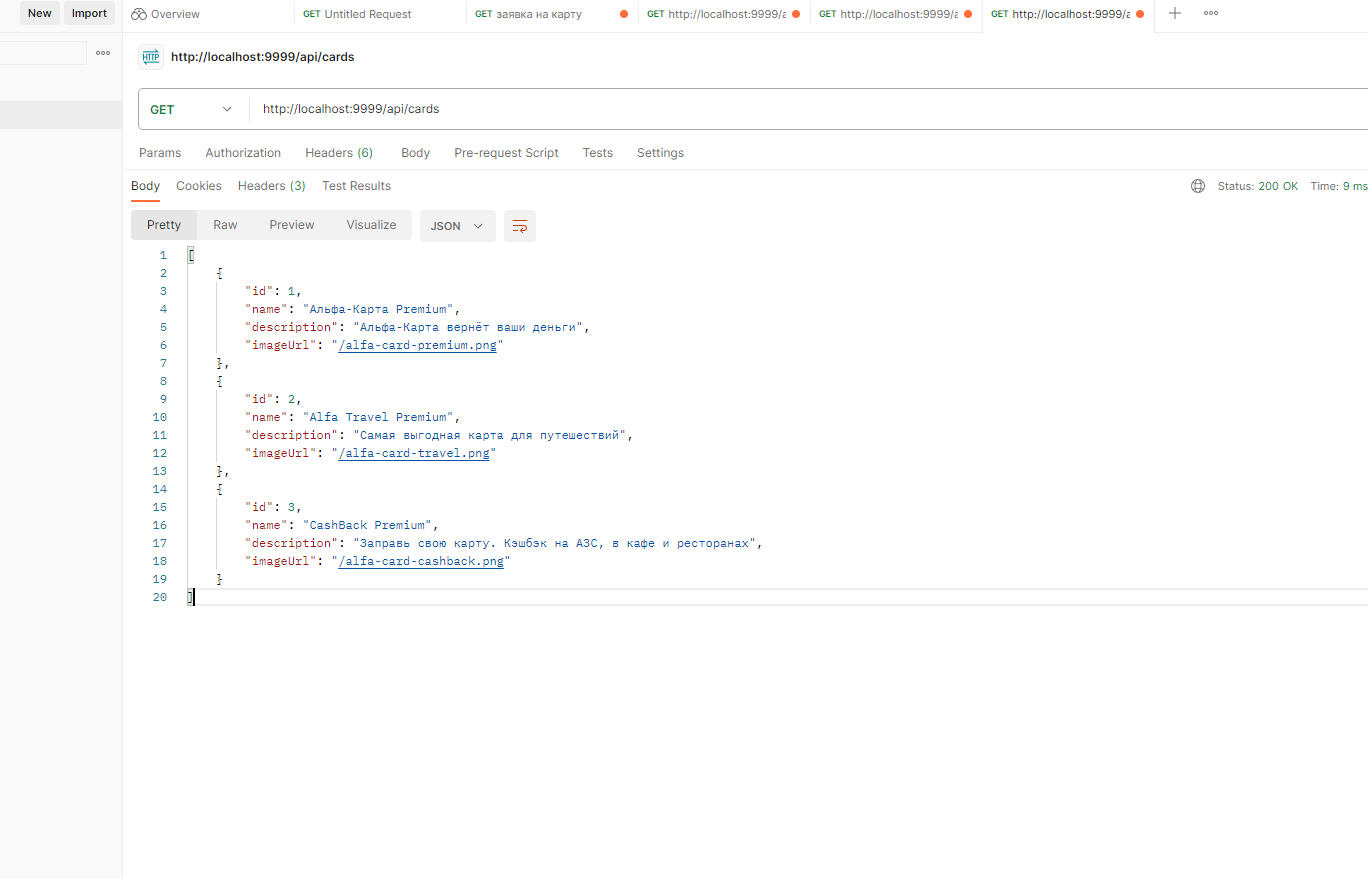 New Import Overview GET Untitled Request GET заявка на карту GET http://localhost:9999/a GET http://localhost:9999/a GET http://localhost:9999/a
HTTP http://localhost:9999/api/cards
GET http://localhost:9999/api/cards
Params Authorization Headers (6) Body Pre-request Script Tests Settings
Body Cookies Headers (3) Test Results Status: 200 OK Time: 9 ms
Pretty Raw Preview Visualize JSON
1 [
2 {
3 "id": 1,
4 "name": "Альфа-Карта Premium",
5 "description": "Альфа-Карта вернёт ваши деньги",
6 "imageUrl": "/alfa-card-premium.png"
7 },
8 {
9 "id": 2,
10 "name": "Alfa Travel Premium",
11 "description": "Самая выгодная карта для путешествий",
12 "imageUrl": "/alfa-card-travel.png"
13 },
14 {
15 "id": 3,
16 "name": "CashBack Premium",
17 "description": "Заправь свою карту. Кэшбэк на АЗС, в кафе и ресторанах",
18 "imageUrl": "/alfa-card-cashback.png"
19 }
20 ]